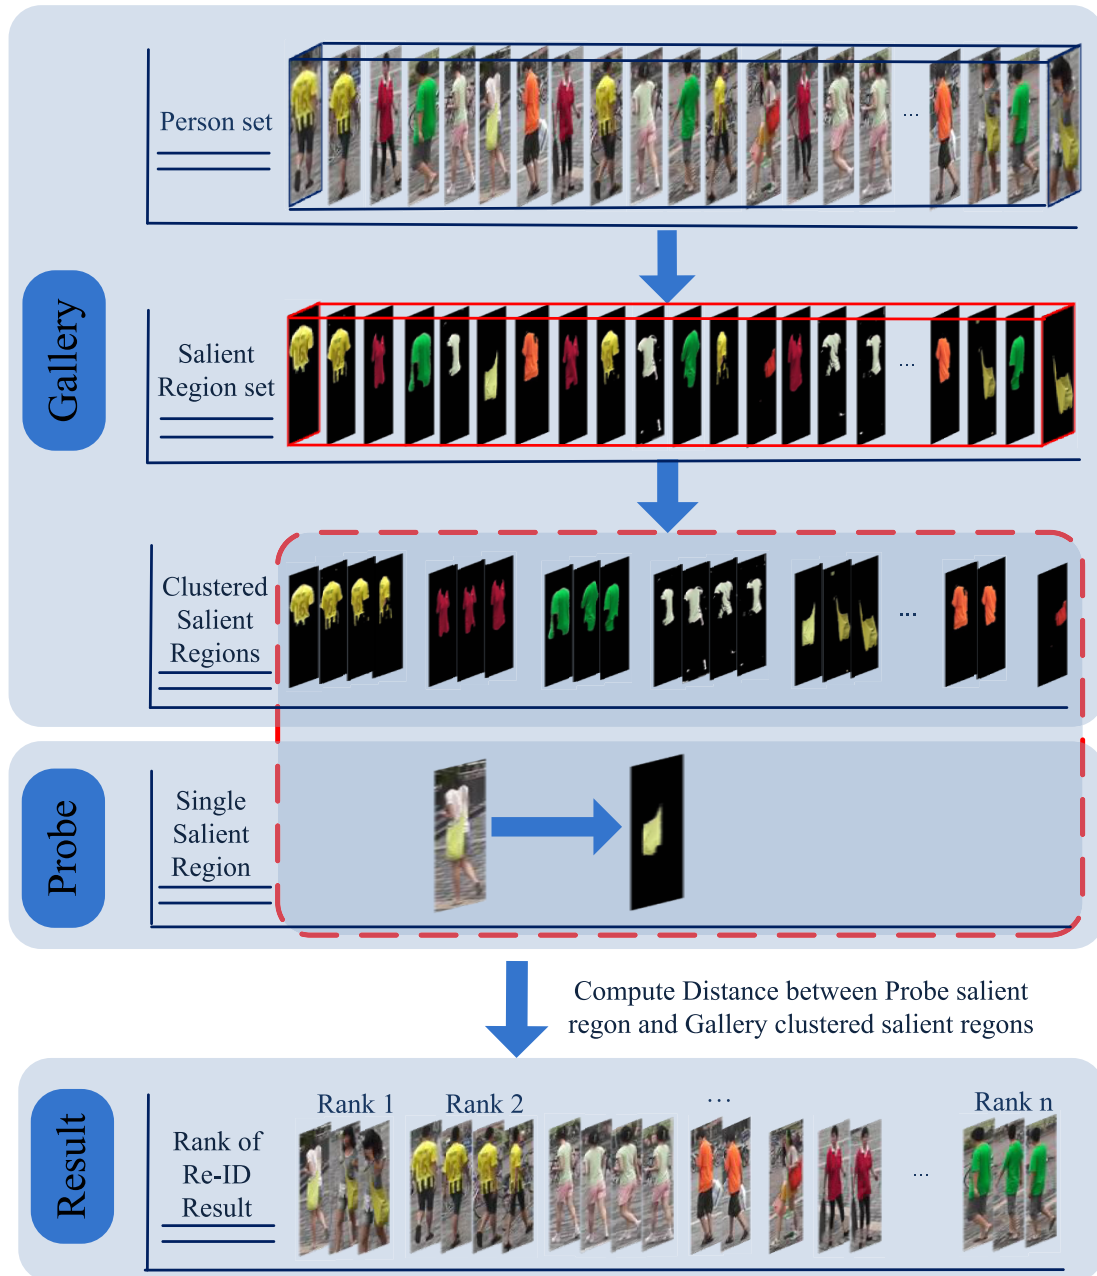 Gallery
Person set
...
Salient
Region set
...
Clustered
Salient
Regions
...
Probe
Single
Salient
Region
Compute Distance between Probe salient
regon and Gallery clustered salient regons
Result
Rank 1
Rank 2
...
Rank n
Rank of
Re-ID
Result
...